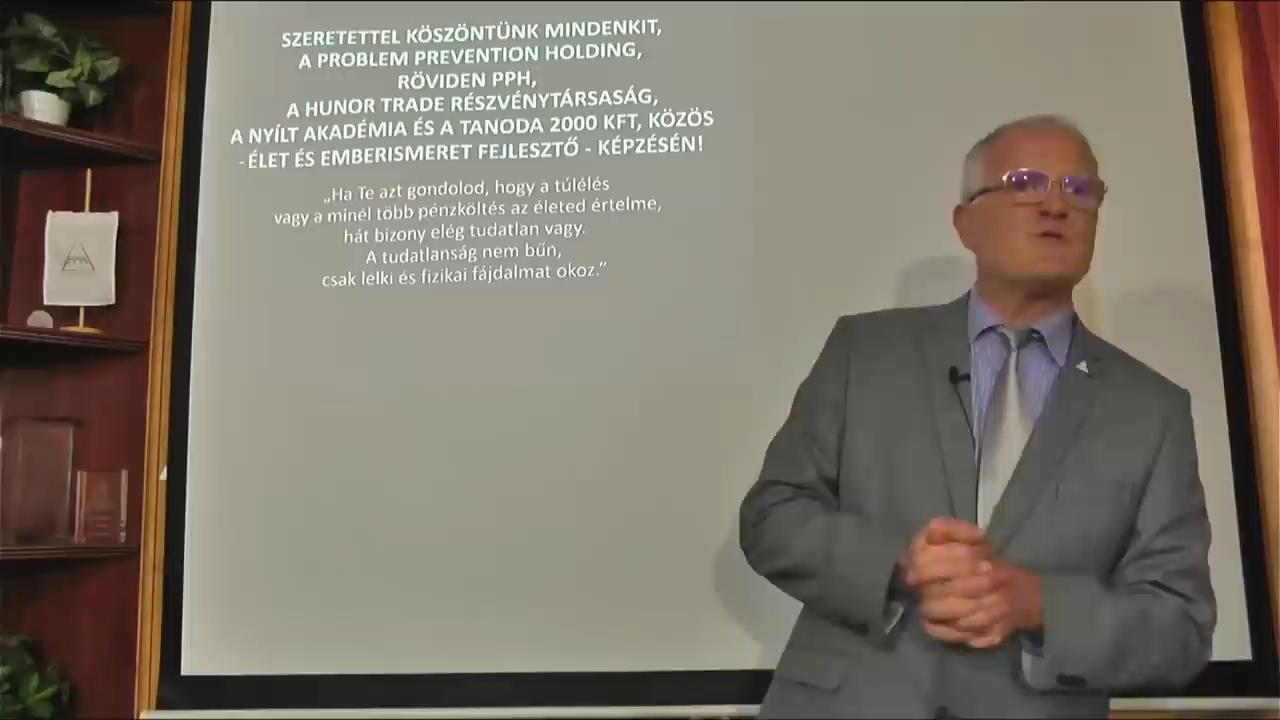 SZERETETTEL KÖSZÖNTÜNK MINDENKIT,
A PROBLEM PREVENTION HOLDING,
RÖVIDEN PPH,
A HUNOR TRADE RÉSZVÉNYTÁRSASÁG,
A NYÍLT AKADÉMIA ÉS A TANODA 2000 KFT, KÖZÖS
- ÉLET ÉS EMBERISMERET FEJLESZTŐ - KÉPZÉSÉN!
„Ha Te azt gondolod, hogy a túlélés
vagy a minél több pénzköltés az életed értelme,
hát bizony elég tudatlan vagy.
A tudatlanság nem bűn,
csak lelki és fizikai fájdalmat okoz.”